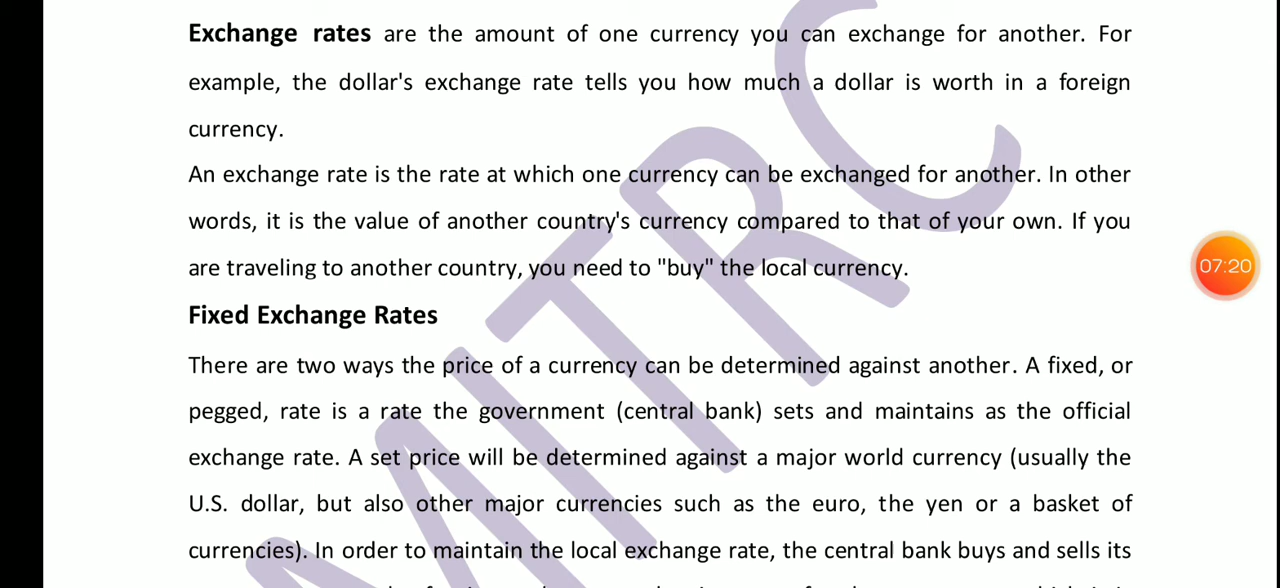 Exchange rates are the amount of one currency you can exchange for another. For
example, the dollar's exchange rate tells you how much a dollar is worth in a foreign
currency.
An exchange rate is the rate at which one currency can be exchanged for another. In other
words, it is the value of another country's currency compared to that of your own. If you
are traveling to another country, you need to "buy" the local currency.
Fixed Exchange Rates
There are two ways the price of a currency can be determined against another. A fixed, or
pegged, rate is a rate the government (central bank) sets and maintains as the official
exchange rate. A set price will be determined against a major world currency (usually the
U.S. dollar, but also other major currencies such as the euro, the yen or a basket of
currencies). In order to maintain the local exchange rate, the central bank buys and sells its
MITRC
07:20